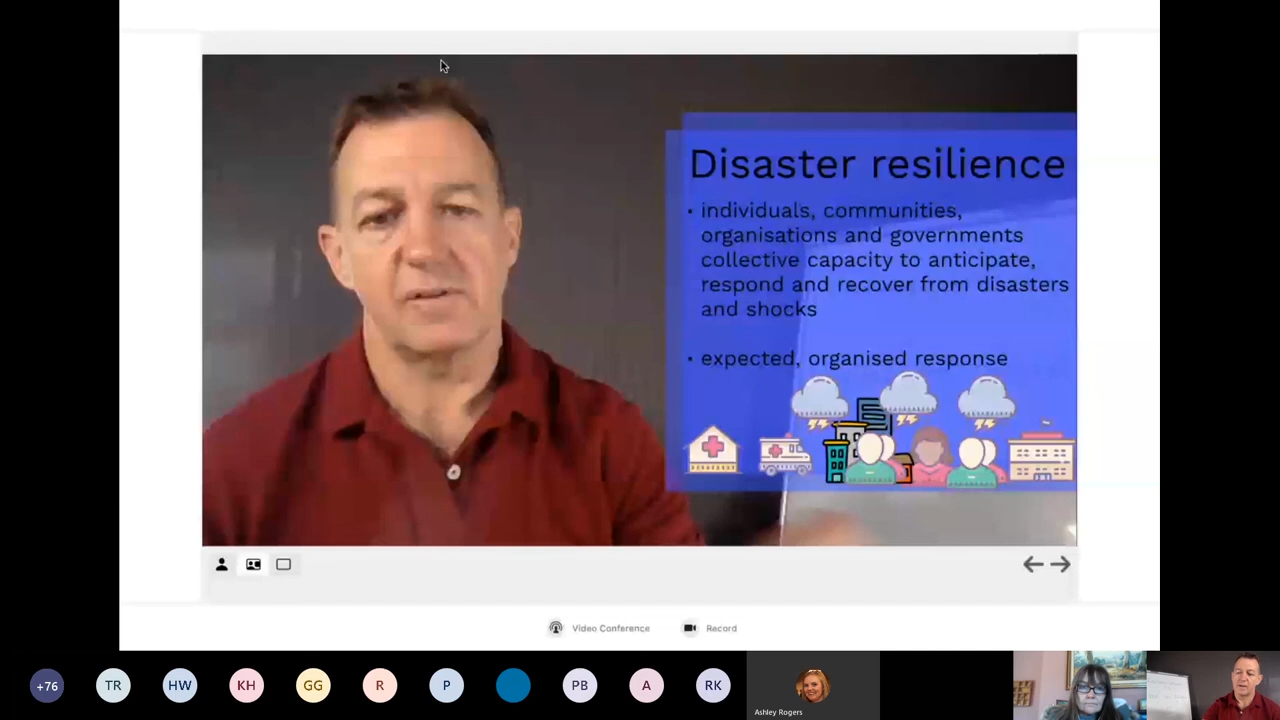 Disaster resilience
• individuals, communities,
organisations and governments
collective capacity to anticipate,
respond and recover from disasters
and shocks
• expected, organised response
Video Conference
Record
+76
TR
HW
KH
GG
R
P
PB
A
RK
Ashley Rogers